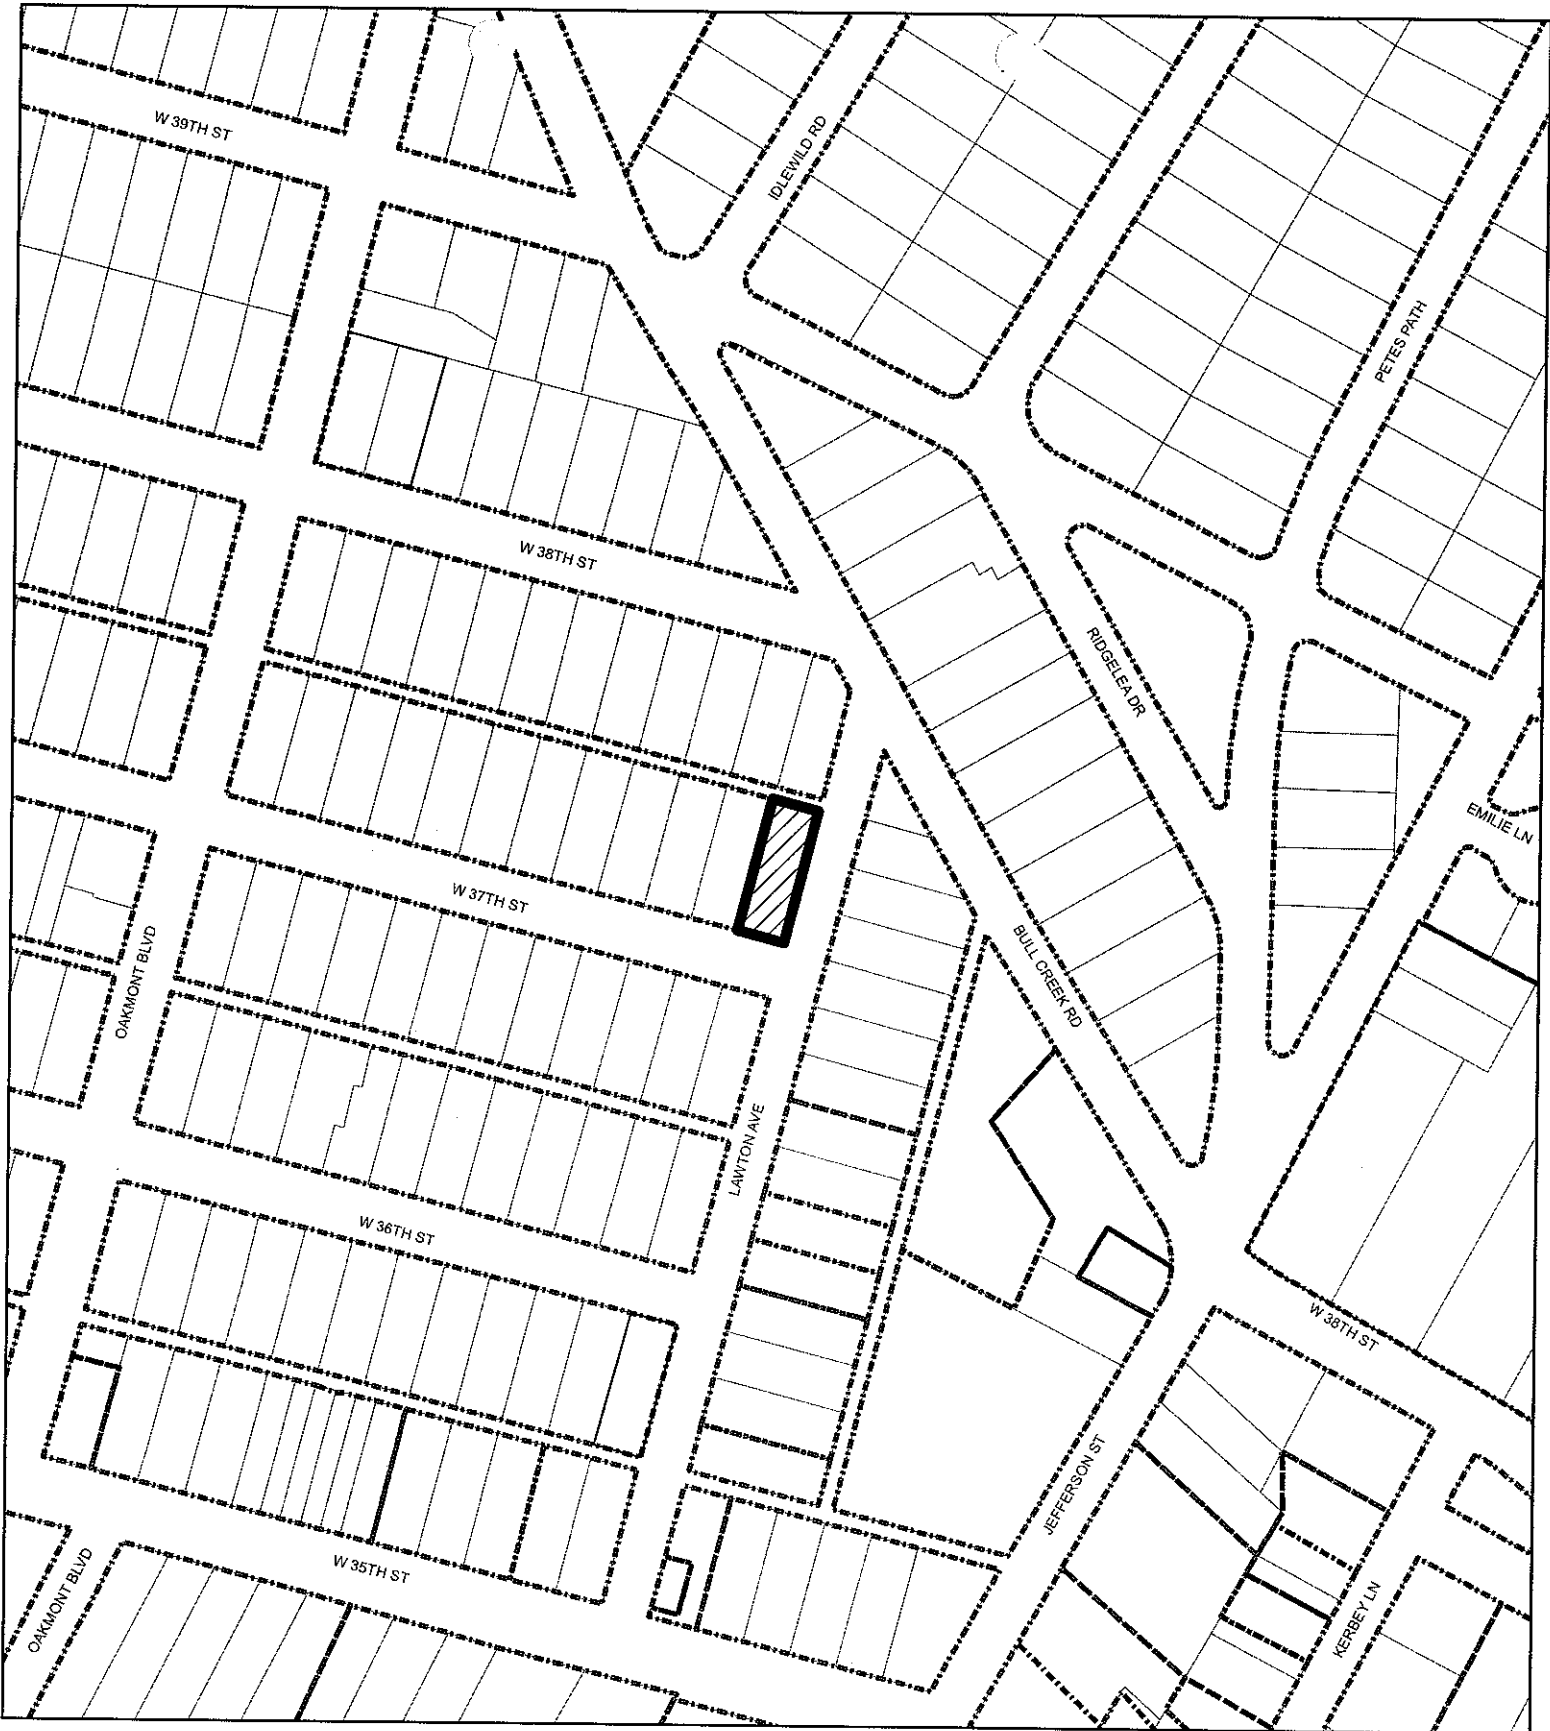 W 39TH ST
IDLEWILD RD
PETES PATH
W 38TH ST
RIDGELEA DR
EMILIE LN
W 37TH ST
OAKMONT BLVD
BULL CREEK RD
LAWTON AVE
W 36TH ST
W 38TH ST
JEFFERSON ST
W 35TH ST
OAKMONT BLVD
KERBEY LN